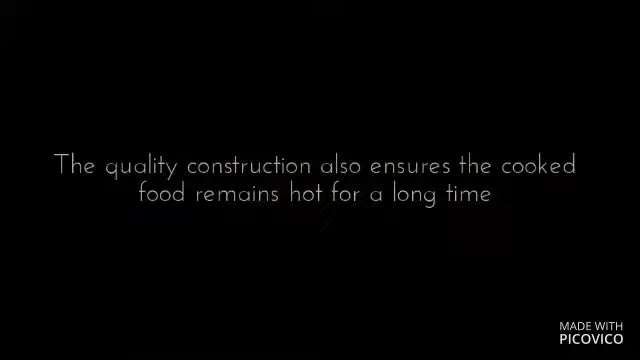 The quality construction also ensures the cooked
food remains hot for a long time
MADE WITH
PICOVICO